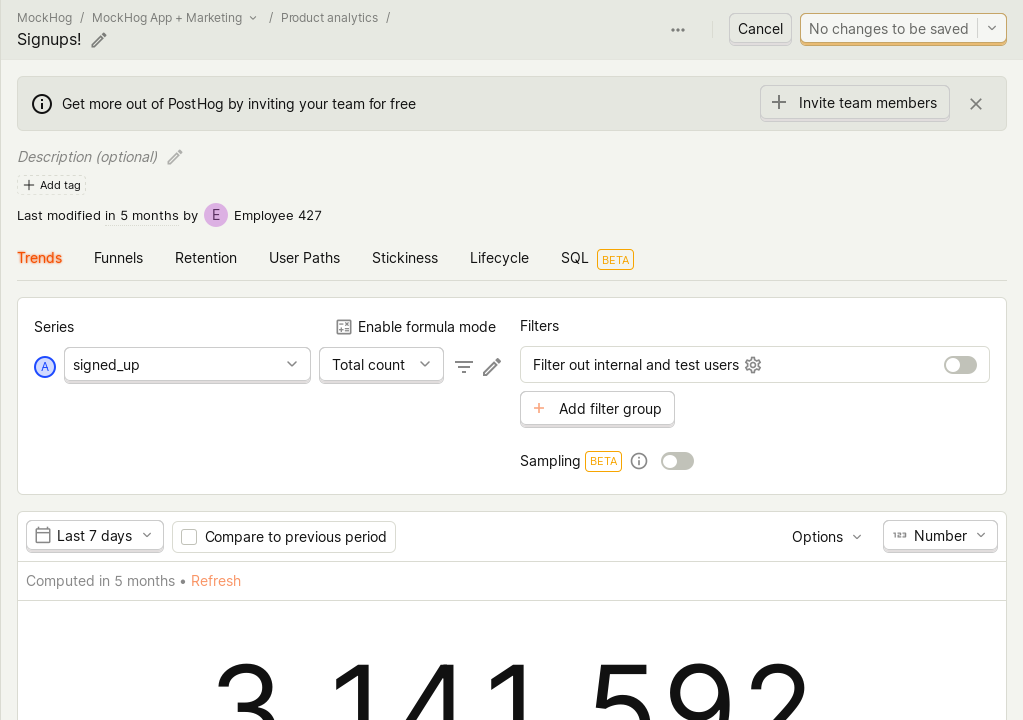 MockHog / MockHog App + Marketing / Product analytics /
Signups!
Cancel
No changes to be saved
Get more out of PostHog by inviting your team for free
Invite team members
Description (optional)
Add tag
Last modified in 5 months by E Employee 427
Trends Funnels Retention User Paths Stickiness Lifecycle SQL BETA
Series
Enable formula mode
A signed_up Total count
Filters
Filter out internal and test users
Add filter group
Sampling BETA
Last 7 days Compare to previous period Options 123 Number
Computed in 5 months • Refresh
3,141,592